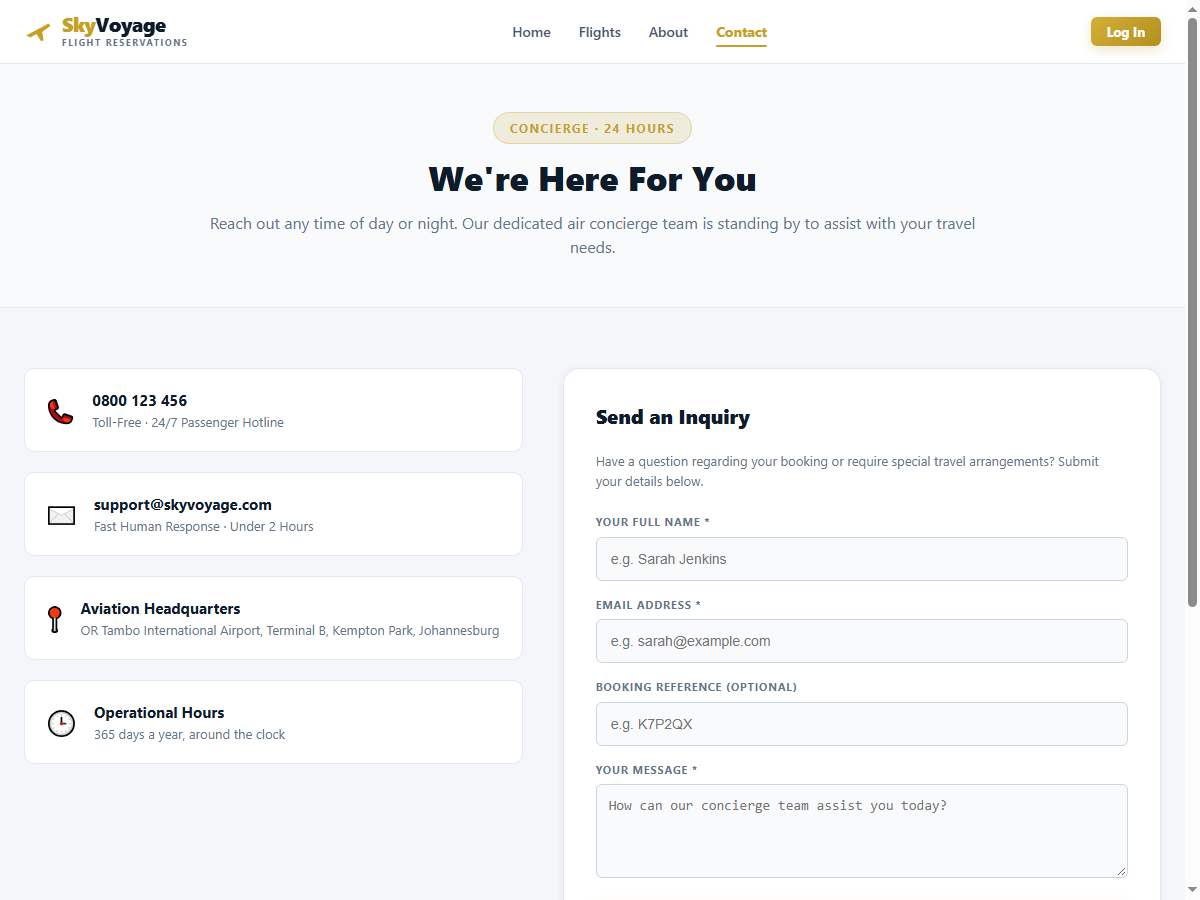 SkyVoyage
FLIGHT RESERVATIONS
Home
Flights
About
Contact
Log In
CONCIERGE · 24 HOURS
We're Here For You
Reach out any time of day or night. Our dedicated air concierge team is standing by to assist with your travel
needs.
0800 123 456
Toll-Free · 24/7 Passenger Hotline
support@skyvoyage.com
Fast Human Response · Under 2 Hours
Aviation Headquarters
OR Tambo International Airport, Terminal B, Kempton Park, Johannesburg
Operational Hours
365 days a year, around the clock
Send an Inquiry
Have a question regarding your booking or require special travel arrangements? Submit
your details below.
YOUR FULL NAME *
e.g. Sarah Jenkins
EMAIL ADDRESS *
e.g. sarah@example.com
BOOKING REFERENCE (OPTIONAL)
e.g. K7P2QX
YOUR MESSAGE *
How can our concierge team assist you today?